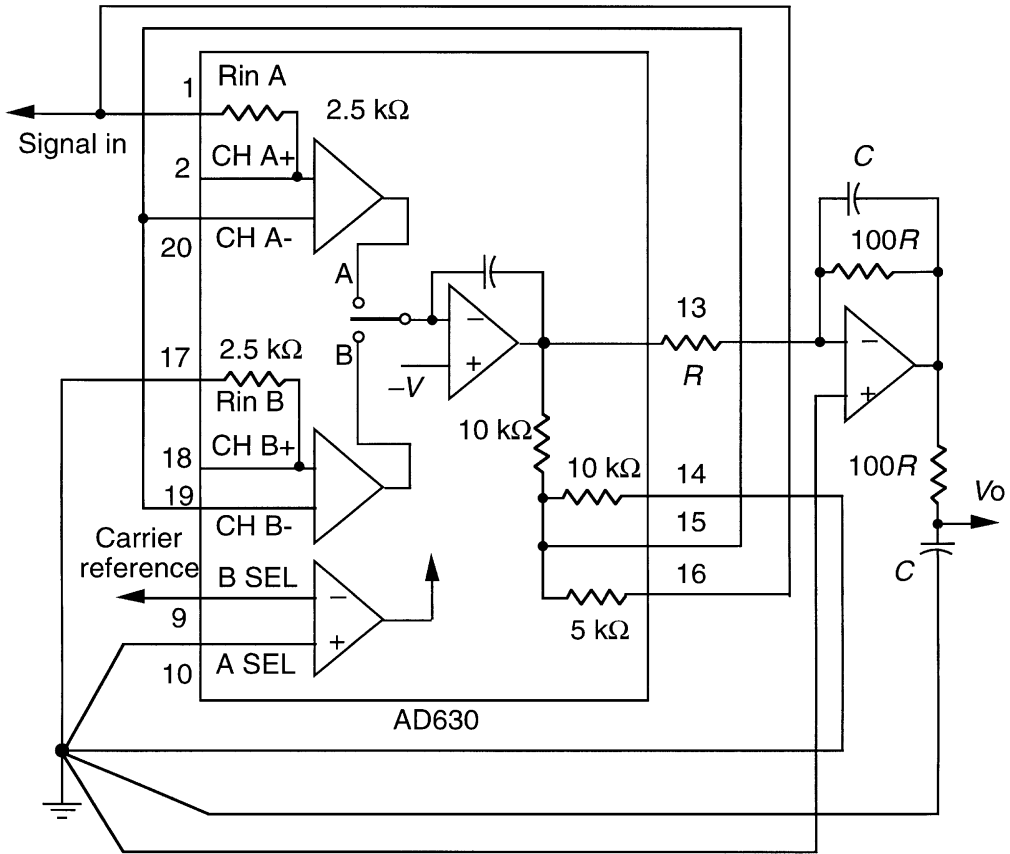 Rin A
1
2.5 kΩ
Signal in
CH A+
2
C
20
CH A-
100R
A
13
−
17
2.5 kΩ
B
+
−V
R
−
+
Rin B
10 kΩ
CH B+
18
10 kΩ
14
100R
19
Vo
CH B-
15
Carrier
reference
B SEL
−
16
C
9
+
5 kΩ
10
A SEL
AD630